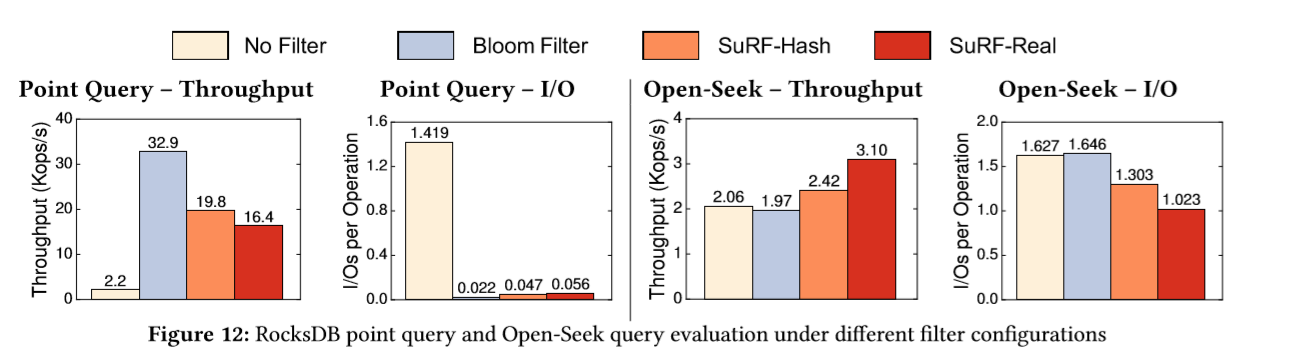 No Filter
Bloom Filter
SuRF-Hash
SuRF-Real
Point Query – Throughput
Throughput (Kops/s)
40
30
20
10
0
2.2
32.9
19.8
16.4
Point Query – I/O
I/Os per Operation
1.6
1.2
0.8
0.4
0.0
1.419
0.022
0.047
0.056
Open-Seek – Throughput
Throughput (Kops/s)
4
3
2
1
0
2.06
1.97
2.42
3.10
Open-Seek – I/O
I/Os per Operation
2.0
1.5
1.0
0.5
0.0
1.627
1.646
1.303
1.023
Figure 12: RocksDB point query and Open-Seek query evaluation under different filter configurations